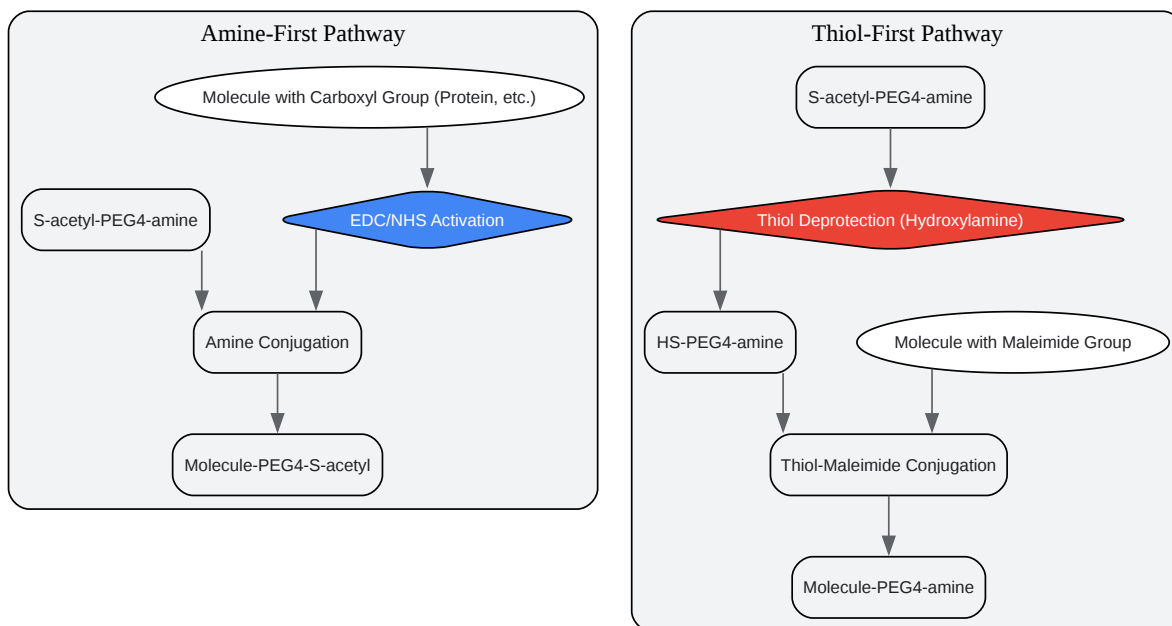 Amine-First Pathway
Molecule with Carboxyl Group (Protein, etc.)
S-acetyl-PEG4-amine
EDC/NHS Activation
Amine Conjugation
Molecule-PEG4-S-acetyl
Thiol-First Pathway
S-acetyl-PEG4-amine
Thiol Deprotection (Hydroxylamine)
HS-PEG4-amine
Molecule with Maleimide Group
Thiol-Maleimide Conjugation
Molecule-PEG4-amine